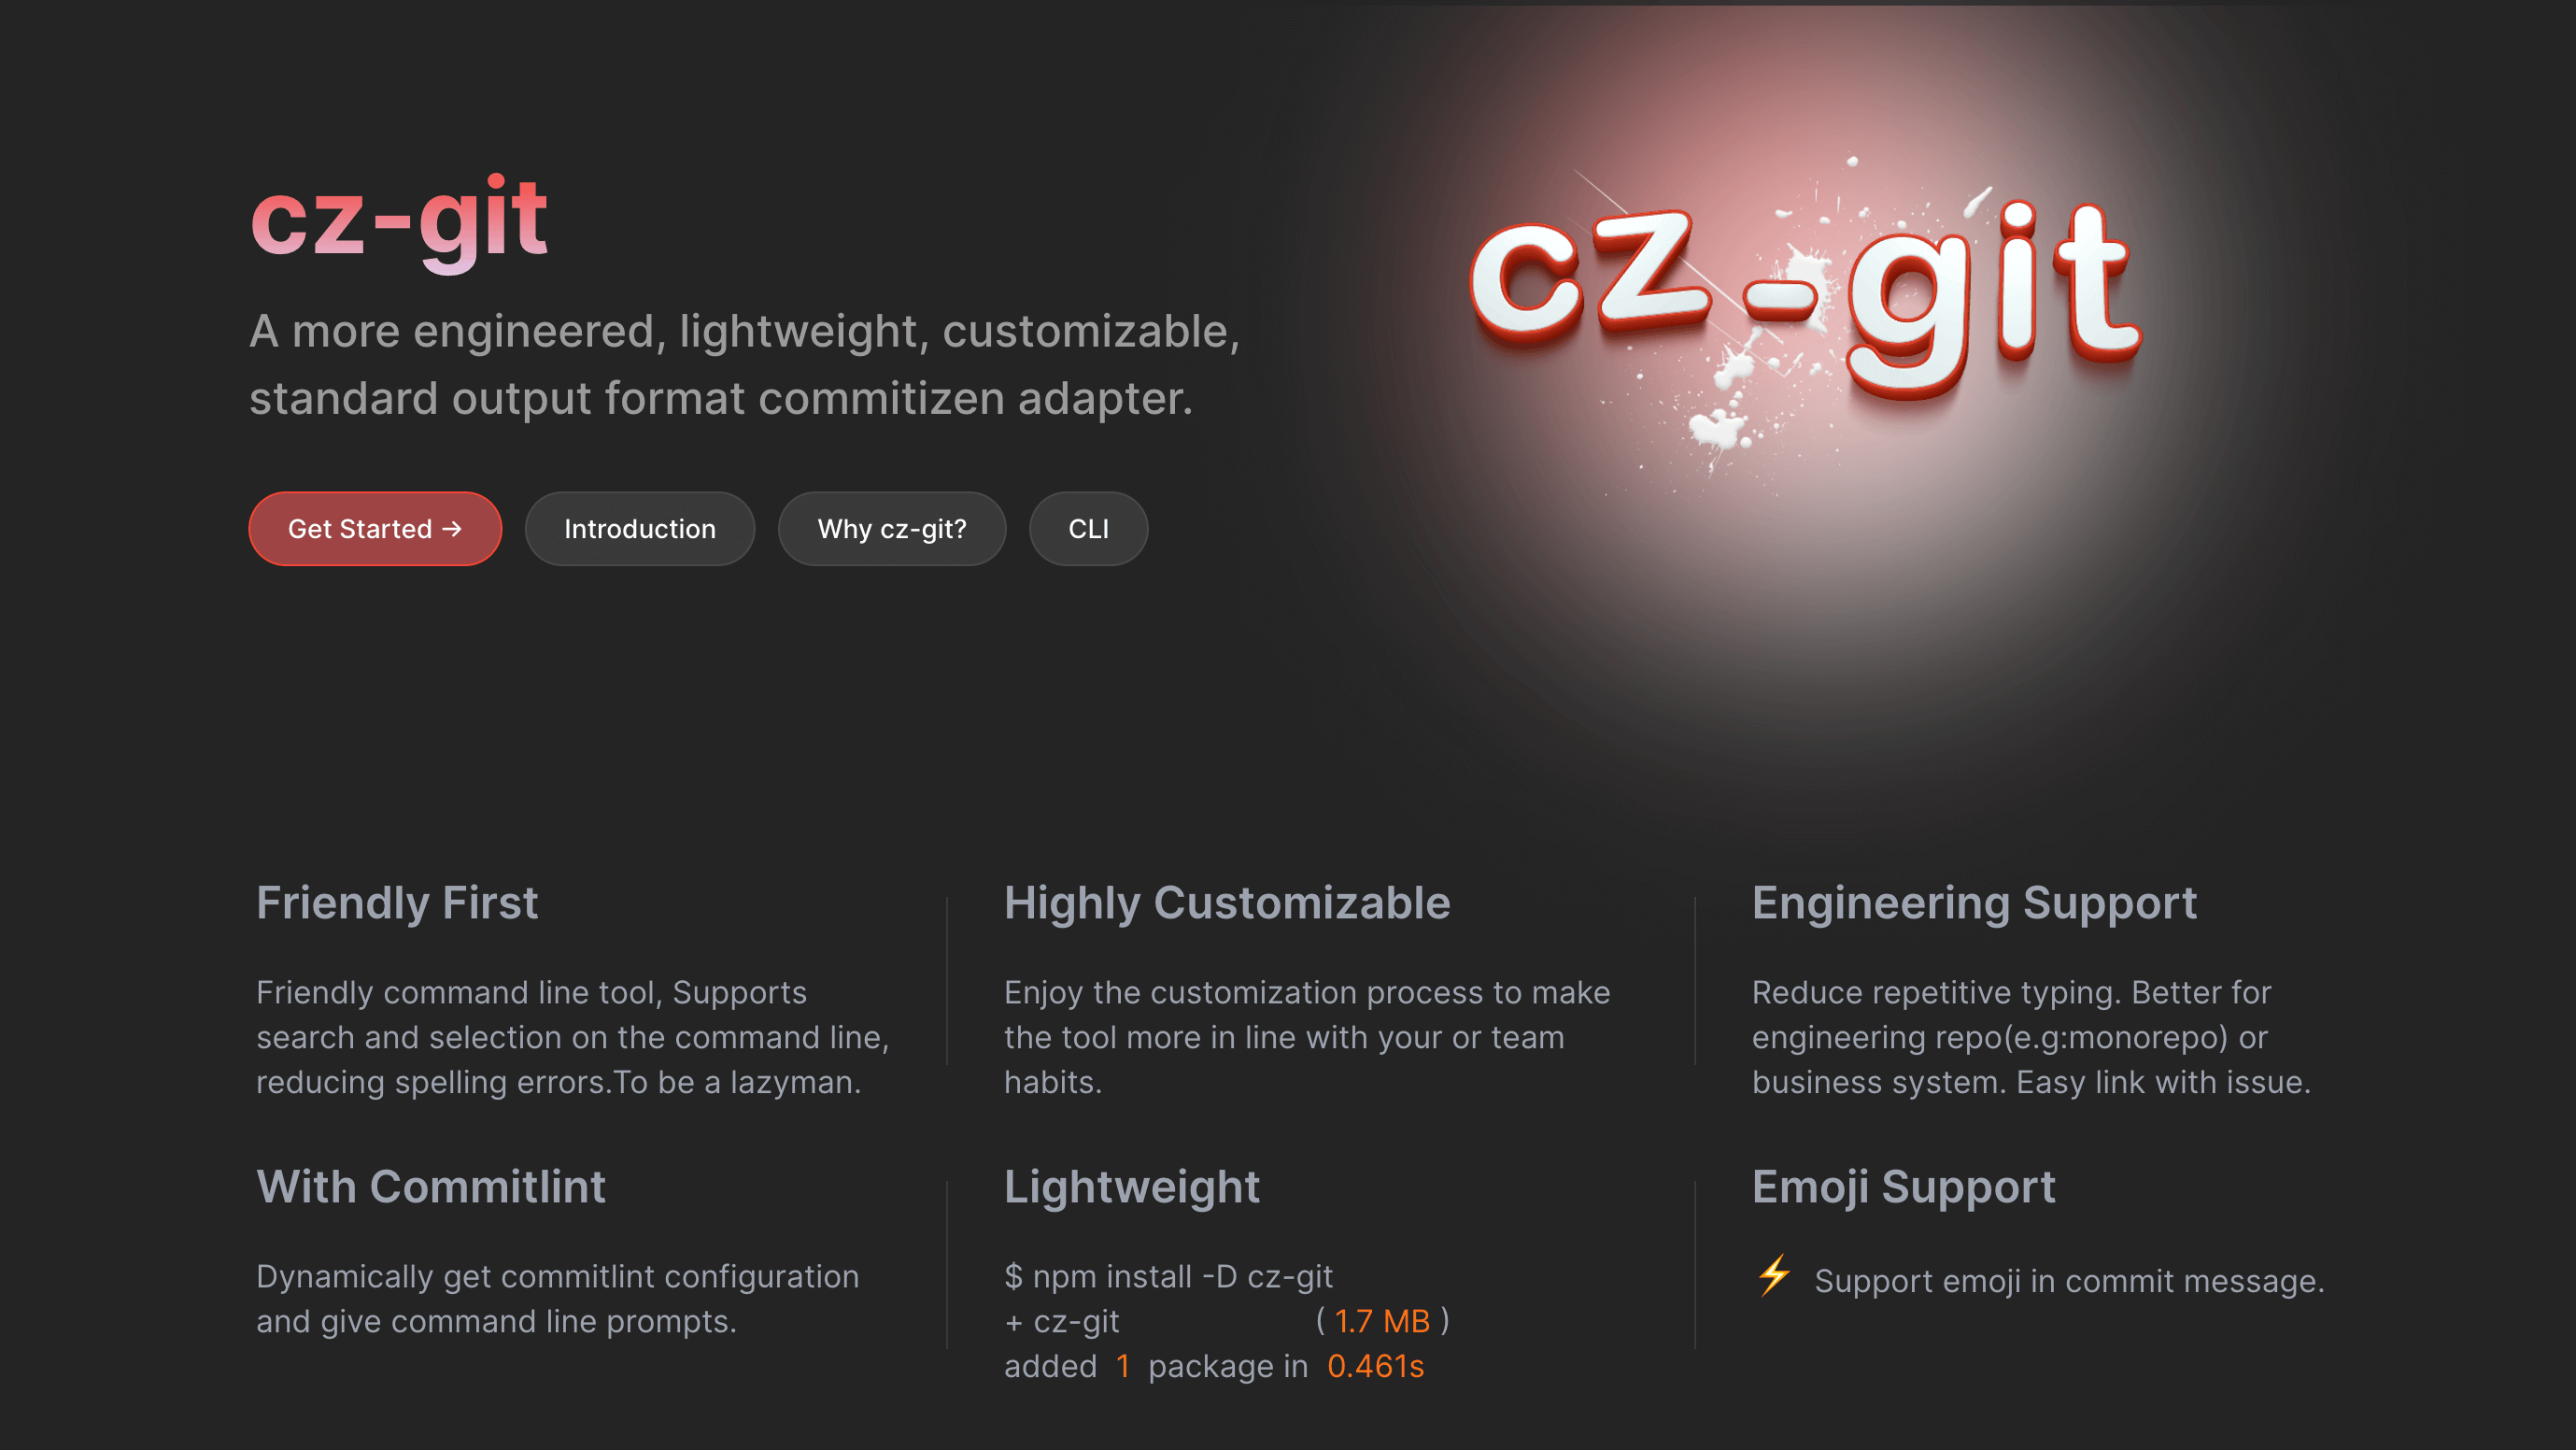 cz-git
A more engineered, lightweight, customizable,
standard output format commitizen adapter.
Get Started →
Introduction
Why cz-git?
CLI
cz-git
Friendly First
Friendly command line tool, Supports
search and selection on the command line,
reducing spelling errors.To be a lazyman.
Highly Customizable
Enjoy the customization process to make
the tool more in line with your or team
habits.
Engineering Support
Reduce repetitive typing. Better for
engineering repo(e.g:monorepo) or
business system. Easy link with issue.
With Commitlint
Dynamically get commitlint configuration
and give command line prompts.
Lightweight
$ npm install -D cz-git
+ cz-git ( 1.7 MB )
added 1 package in 0.461s
Emoji Support
⚡ Support emoji in commit message.